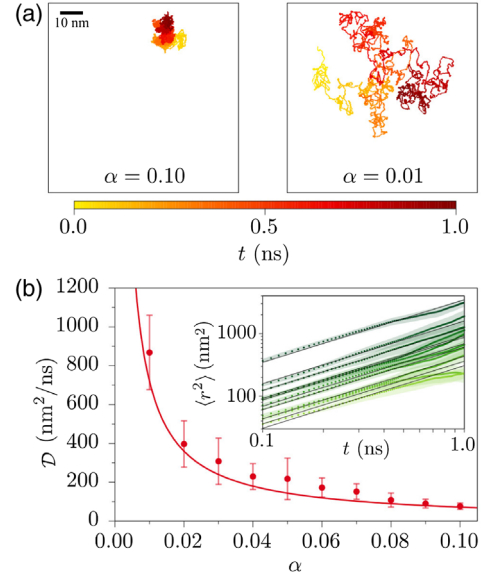 (a)
10 nm
α = 0.10
α = 0.01
0.0 0.5 1.0
t (ns)
(b)
1200
1000
800
600
400
200
0
𝒟 (nm²/ns)
1000
100
⟨r²⟩ (nm²)
0.1 t (ns) 1.0
0.00 0.02 0.04 0.06 0.08 0.10
α